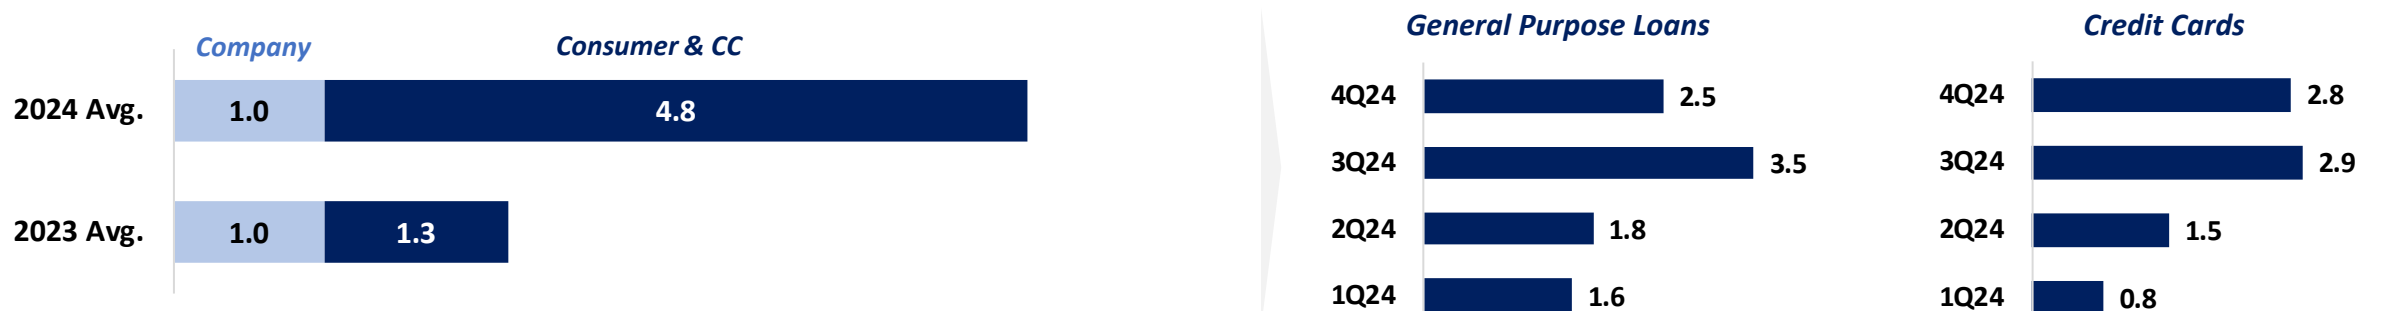 Company Consumer & CC
2024 Avg. 1.0 4.8
2023 Avg. 1.0 1.3
General Purpose Loans
4Q24 2.5
3Q24 3.5
2Q24 1.8
1Q24 1.6
Credit Cards
4Q24 2.8
3Q24 2.9
2Q24 1.5
1Q24 0.8